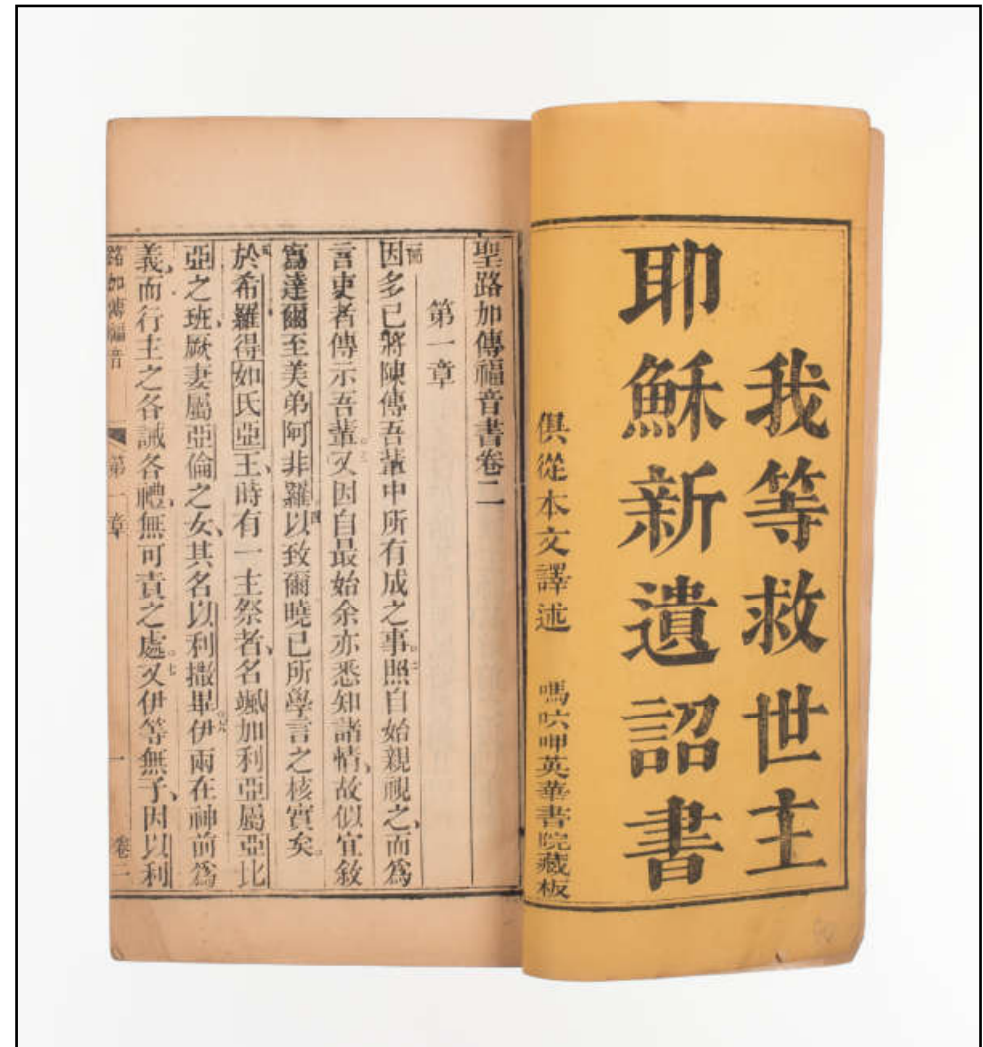 我等救世主
耶穌新遺詔書
俱從本文譯述
嗎𠯈呷英華書院藏板
聖路加傳福音書卷二
第一章
因多已將陳傳吾輩中所有成之事照自始親視之而爲
言吏者傳示吾輩又因自最始余亦悉知諸情故似宜敘
寫達爾至美弟阿非羅以致爾曉已所學言之核實矣
於希羅得如氏亞王時有一主祭者名颯加利亞屬亞比
亞之班厥妻屬亞倫之女其名以利撒畢伊兩在神前爲
義而行主之各誡各禮無可責之處又伊等無子因以利
路加傳福音 第一章 一 卷二